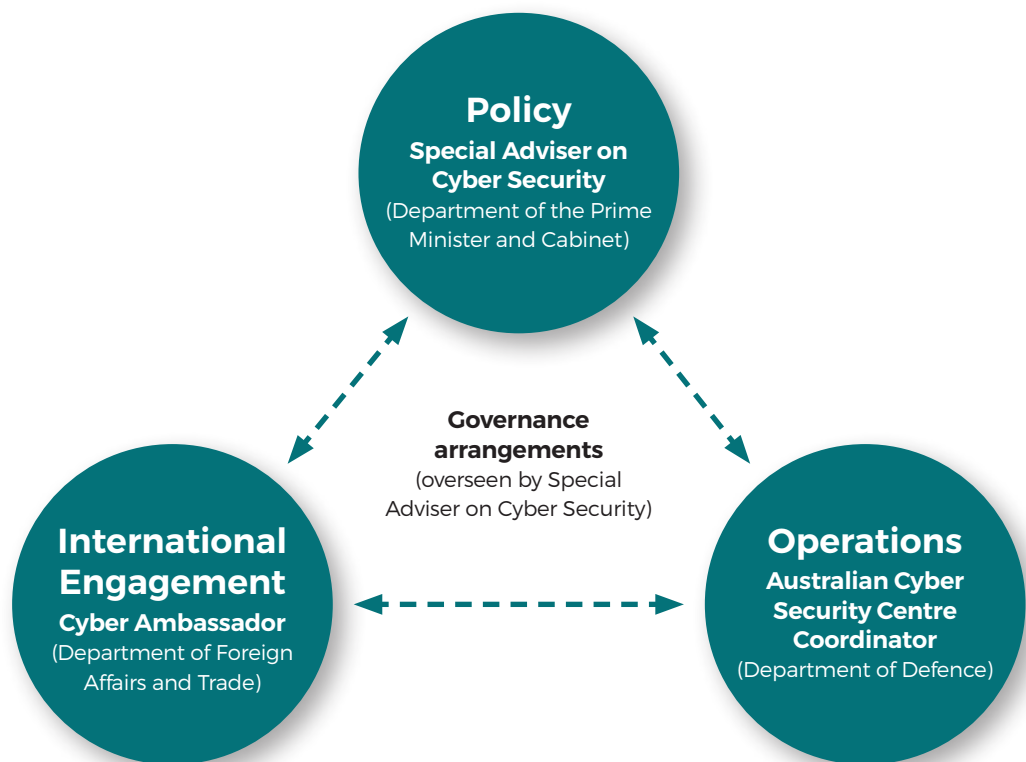 Policy
Special Adviser on
Cyber Security
(Department of the Prime
Minister and Cabinet)
Governance
arrangements
(overseen by Special
Adviser on Cyber Security)
International
Engagement
Cyber Ambassador
(Department of Foreign
Affairs and Trade)
Operations
Australian Cyber
Security Centre
Coordinator
(Department of Defence)